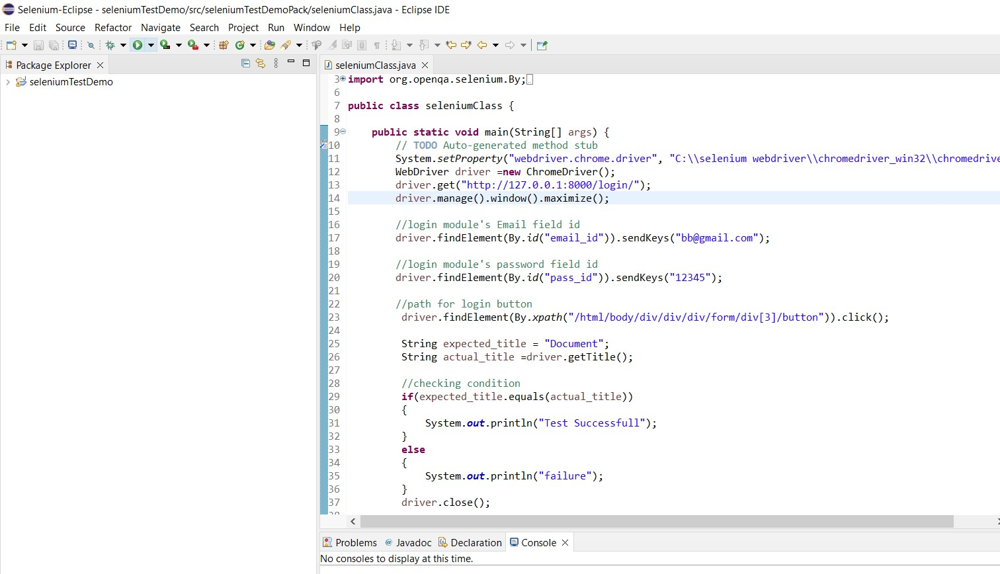 Selenium-Eclipse - seleniumTestDemo/src/seleniumTestDemoPack/seleniumClass.java - Eclipse IDE
File Edit Source Refactor Navigate Search Project Run Window Help
Package Explorer
seleniumTestDemo
seleniumClass.java
3 import org.openqa.selenium.By;
6
7 public class seleniumClass {
8
9 public static void main(String[] args) {
10 // TODO Auto-generated method stub
11 System.setProperty("webdriver.chrome.driver", "C:\\selenium webdriver\\chromedriver_win32\\chromedrive
12 WebDriver driver =new ChromeDriver();
13 driver.get("http://127.0.0.1:8000/login/");
14 driver.manage().window().maximize();
15
16 //login module's Email field id
17 driver.findElement(By.id("email_id")).sendKeys("bb@gmail.com");
18
19 //login module's password field id
20 driver.findElement(By.id("pass_id")).sendKeys("12345");
21
22 //path for login button
23 driver.findElement(By.xpath("/html/body/div/div/div/form/div[3]/button")).click();
24
25 String expected_title = "Document";
26 String actual_title =driver.getTitle();
27
28 //checking condition
29 if(expected_title.equals(actual_title))
30 {
31 System.out.println("Test Successfull");
32 }
33 else
34 {
35 System.out.println("failure");
36 }
37 driver.close();
Problems @ Javadoc Declaration Console
No consoles to display at this time.